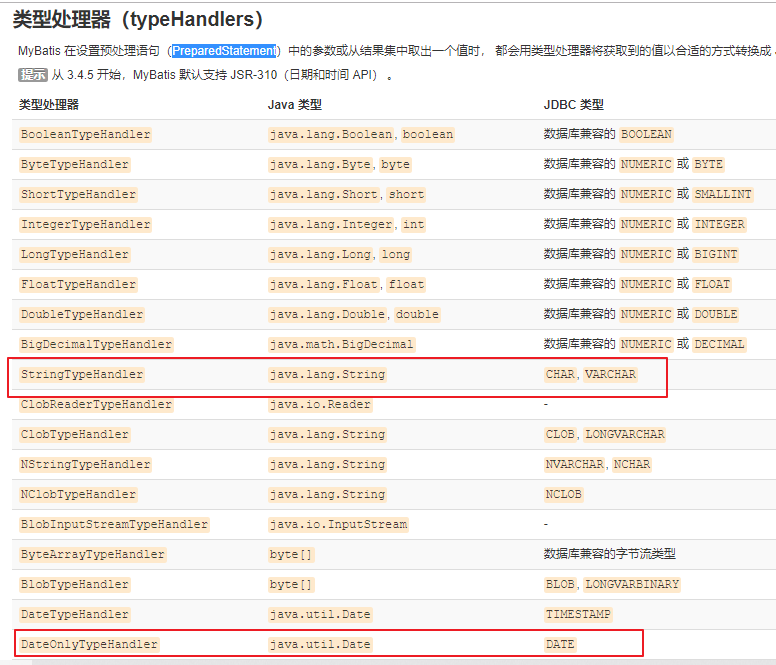 类型处理器（typeHandlers）
MyBatis 在设置预处理语句（PreparedStatement）中的参数或从结果集中取出一个值时， 都会用类型处理器将获取到的值以合适的方式转换成
提示 从 3.4.5 开始，MyBatis 默认支持 JSR-310（日期和时间 API） 。
类型处理器 Java 类型 JDBC 类型
BooleanTypeHandler java.lang.Boolean, boolean 数据库兼容的 BOOLEAN
ByteTypeHandler java.lang.Byte, byte 数据库兼容的 NUMERIC 或 BYTE
ShortTypeHandler java.lang.Short, short 数据库兼容的 NUMERIC 或 SMALLINT
IntegerTypeHandler java.lang.Integer, int 数据库兼容的 NUMERIC 或 INTEGER
LongTypeHandler java.lang.Long, long 数据库兼容的 NUMERIC 或 BIGINT
FloatTypeHandler java.lang.Float, float 数据库兼容的 NUMERIC 或 FLOAT
DoubleTypeHandler java.lang.Double, double 数据库兼容的 NUMERIC 或 DOUBLE
BigDecimalTypeHandler java.math.BigDecimal 数据库兼容的 NUMERIC 或 DECIMAL
StringTypeHandler java.lang.String CHAR, VARCHAR
ClobReaderTypeHandler java.io.Reader -
ClobTypeHandler java.lang.String CLOB, LONGVARCHAR
NStringTypeHandler java.lang.String NVARCHAR, NCHAR
NClobTypeHandler java.lang.String NCLOB
BlobInputStreamTypeHandler java.io.InputStream -
ByteArrayTypeHandler byte[] 数据库兼容的字节流类型
BlobTypeHandler byte[] BLOB, LONGVARBINARY
DateTypeHandler java.util.Date TIMESTAMP
DateOnlyTypeHandler java.util.Date DATE